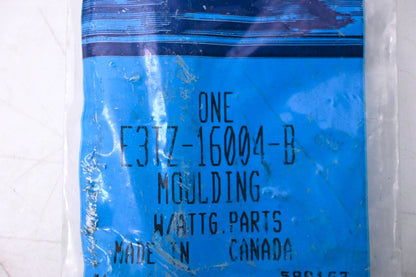 ONE
E3TZ-16004-B
MOULDING
W/ATTG.PARTS
MADE IN CANADA